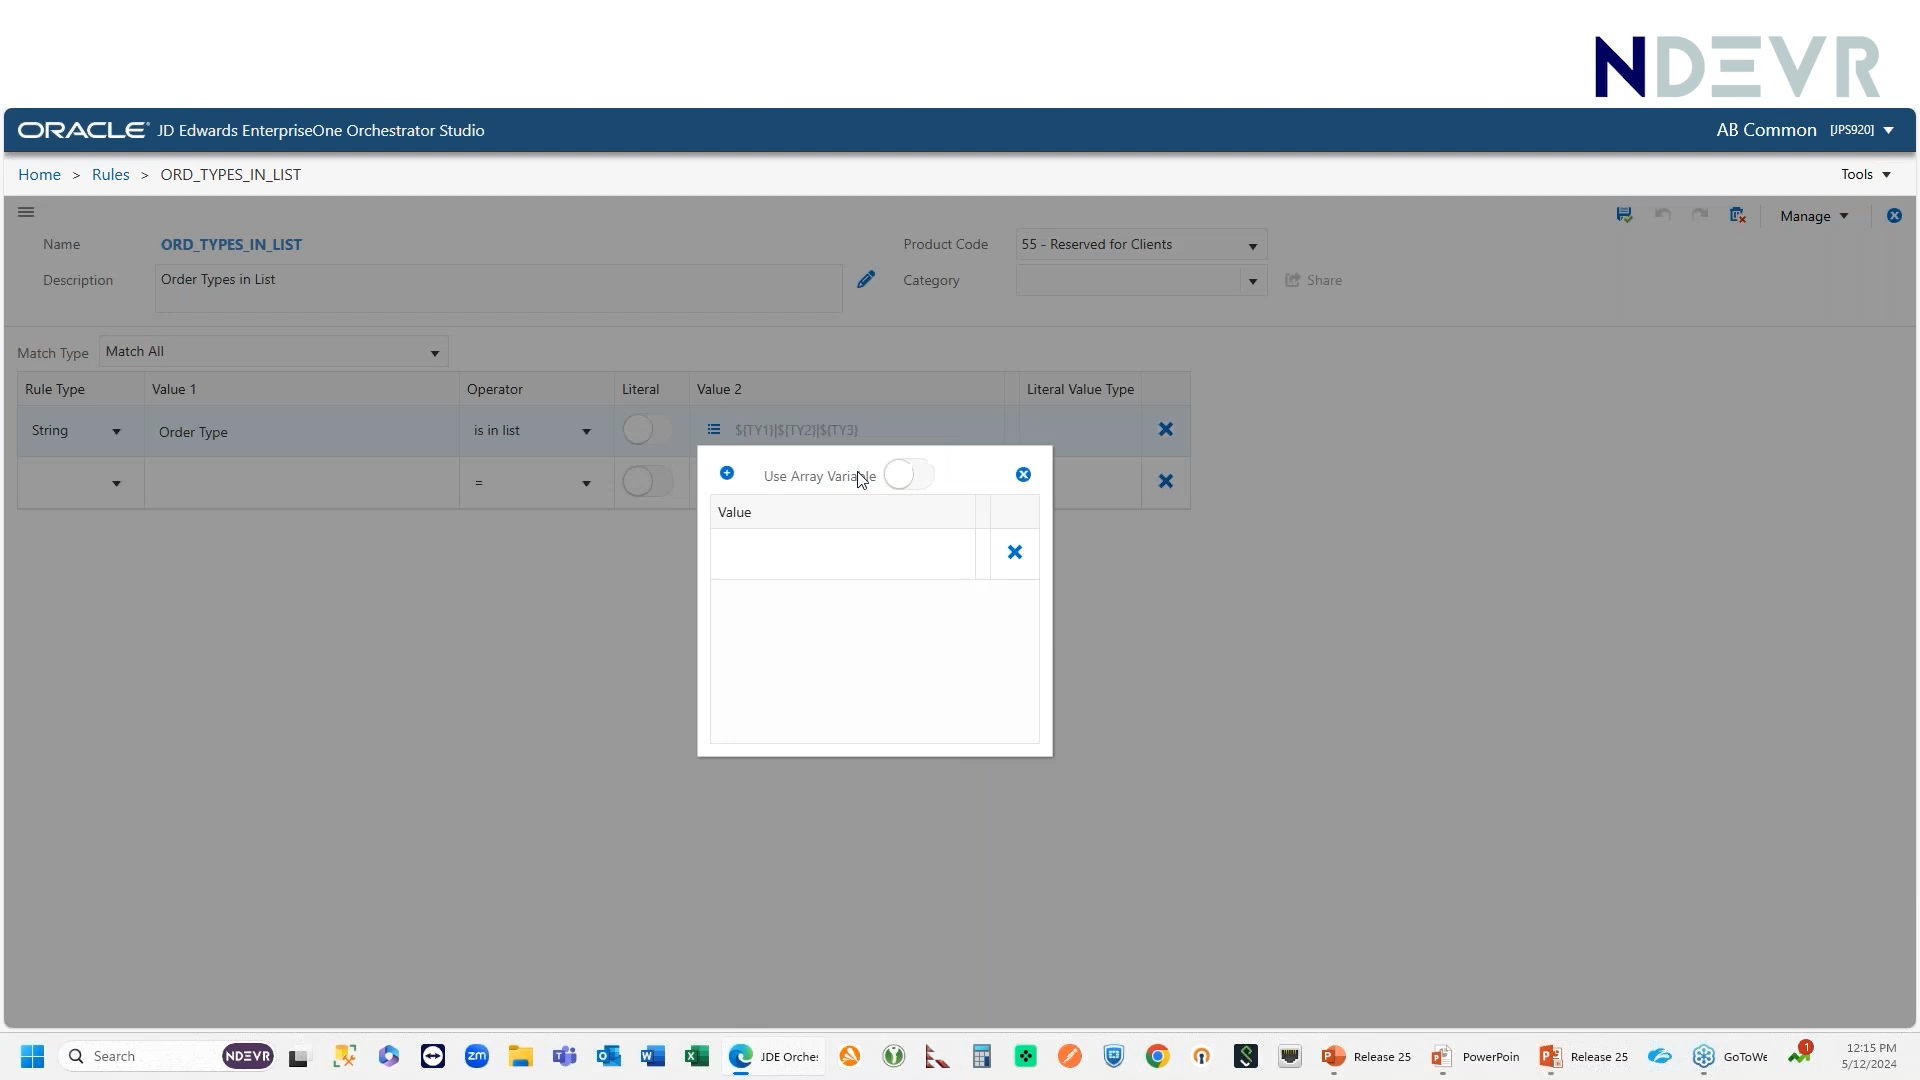 NDEVR
ORACLE JD Edwards EnterpriseOne Orchestrator Studio
AB Common [JPS920]
Home > Rules > ORD_TYPES_IN_LIST
Tools
Manage
Name ORD_TYPES_IN_LIST
Product Code 55 - Reserved for Clients
Description Order Types in List
Category
Share
Match Type Match All
Rule Type Value 1 Operator Literal Value 2 Literal Value Type
String Order Type is in list ${TY1}|${TY2}|${TY3}
=
Use Array Variable
Value
Search NDEVR
zm
JDE Orches
Release 25
PowerPoin
Release 25
GoToWe
1
12:15 PM
5/12/2024